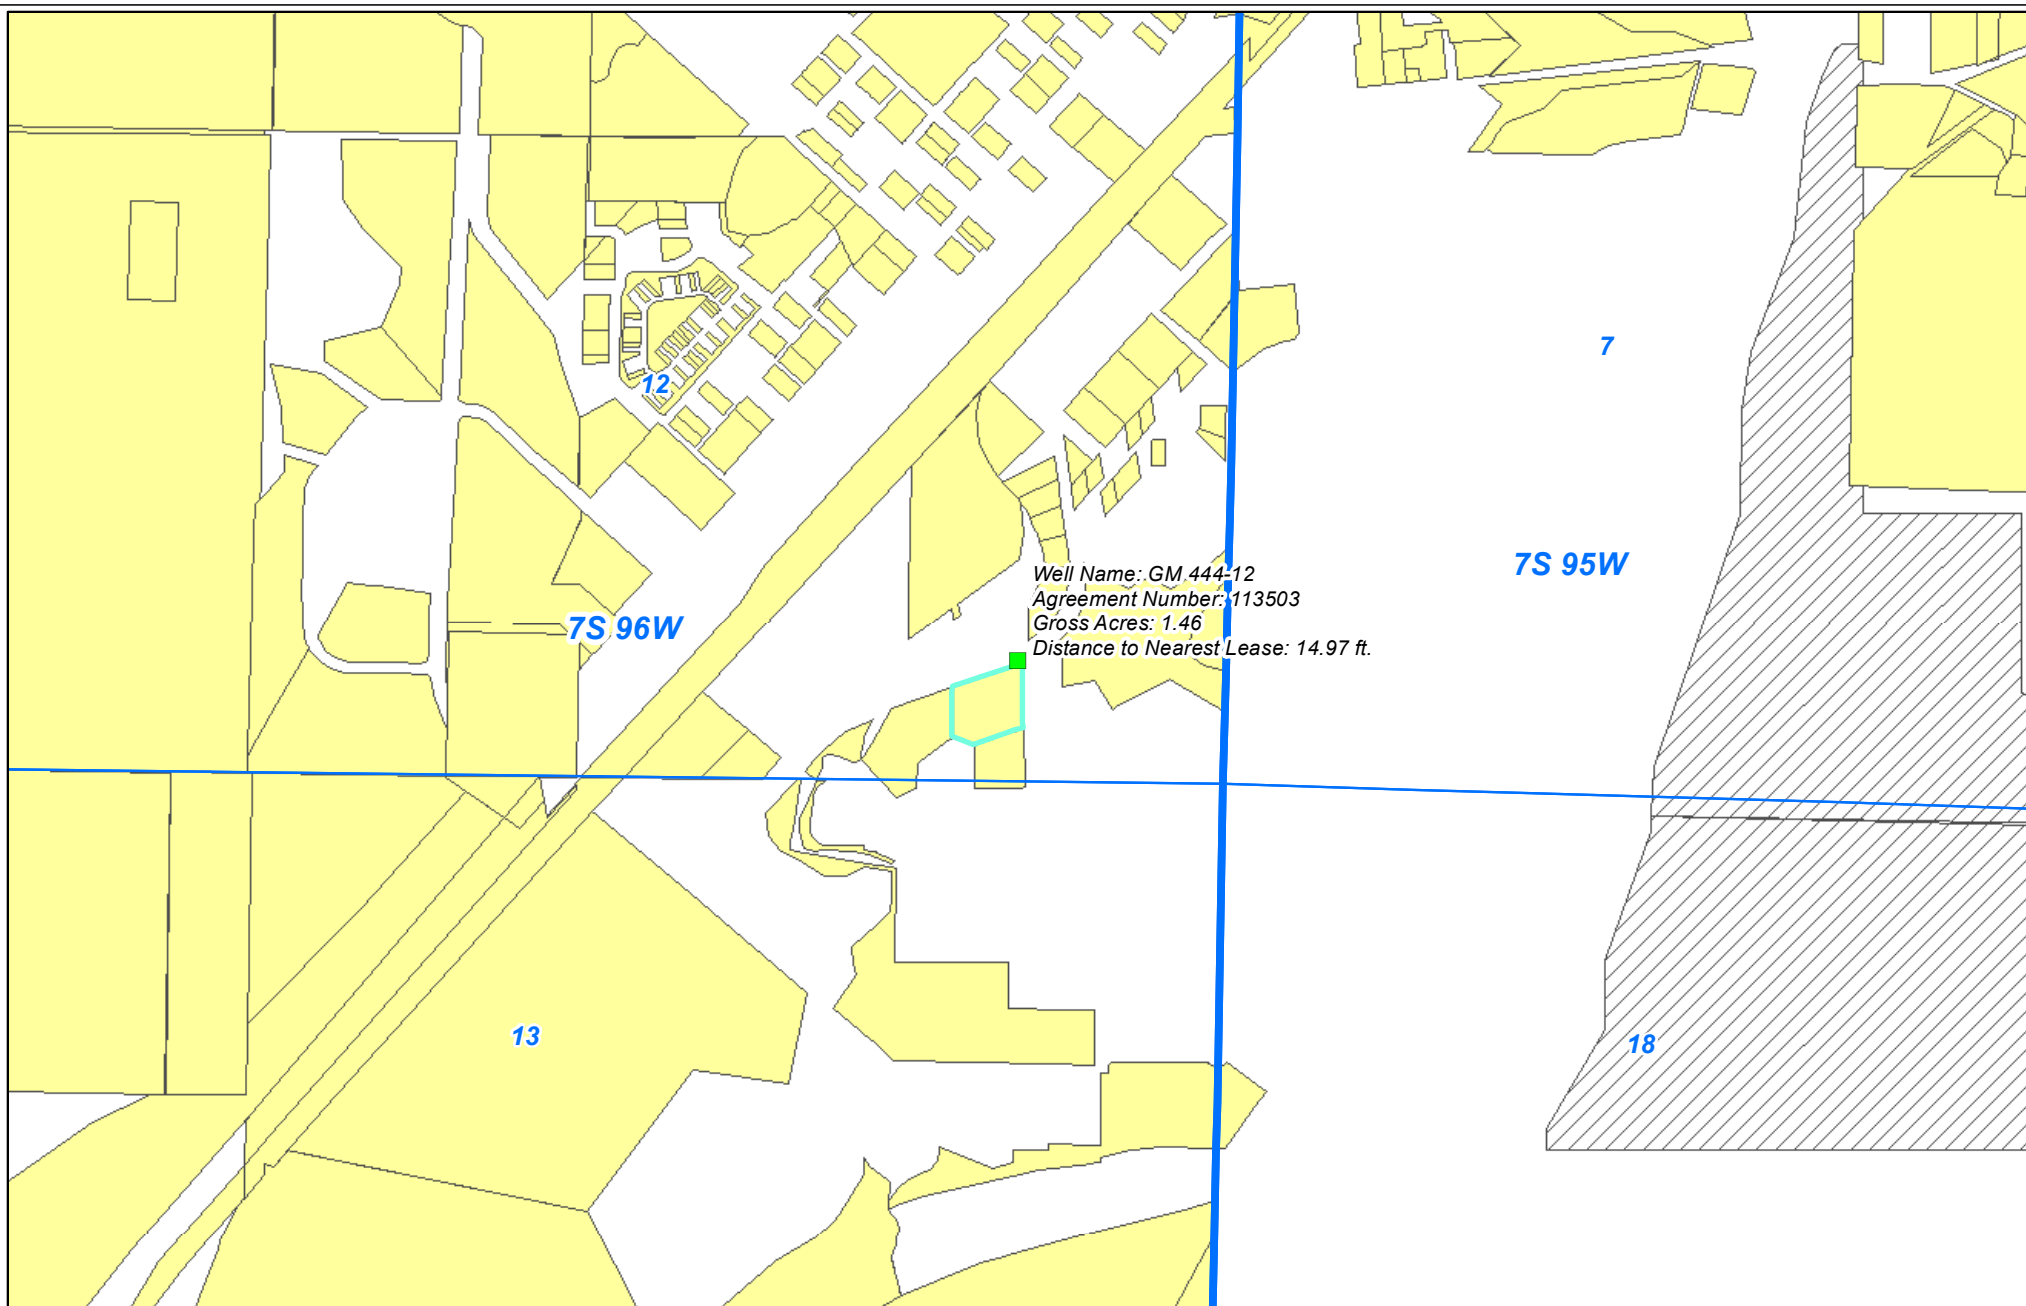 7
12
7S 95W
Well Name: GM 444-12
Agreement Number: 113503
Gross Acres: 1.46
Distance to Nearest Lease: 14.97 ft.
7S 96W
13
18